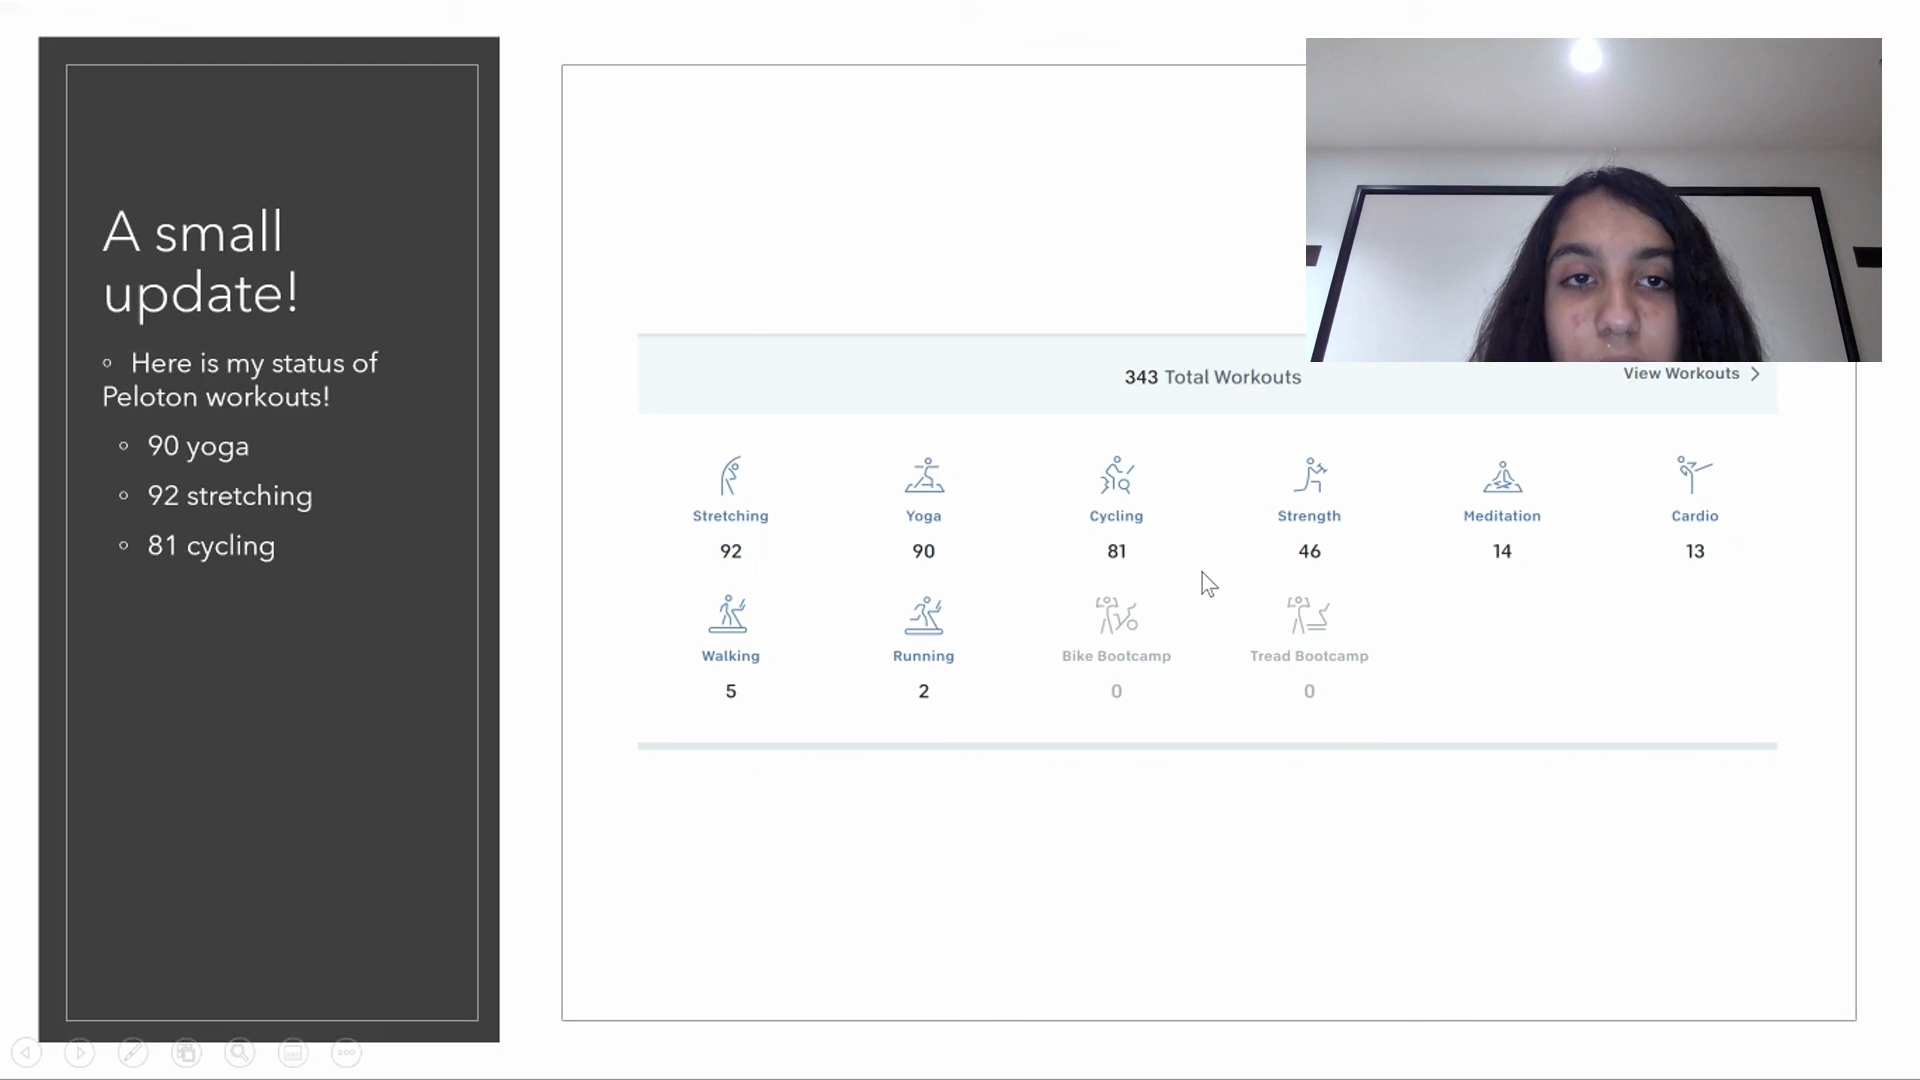 A small
update!
Here is my status of
Peloton workouts!
90 yoga
92 stretching
81 cycling
343 Total Workouts
View Workouts
Stretching Yoga Cycling Strength Meditation Cardio
92 90 81 46 14 13
Walking Running Bike Bootcamp Tread Bootcamp
5 2 0 0